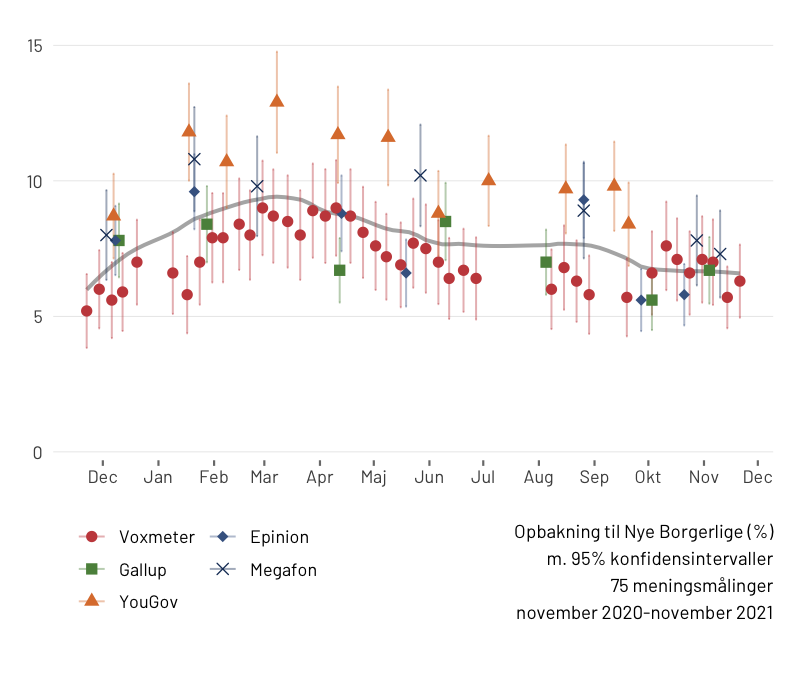 15
10
5
0
Dec Jan Feb Mar Apr Maj Jun Jul Aug Sep Okt Nov Dec
Voxmeter Epinion
Gallup Megafon
YouGov
Opbakning til Nye Borgerlige (%)
m. 95% konfidensintervaller
75 meningsmålinger
november 2020-november 2021